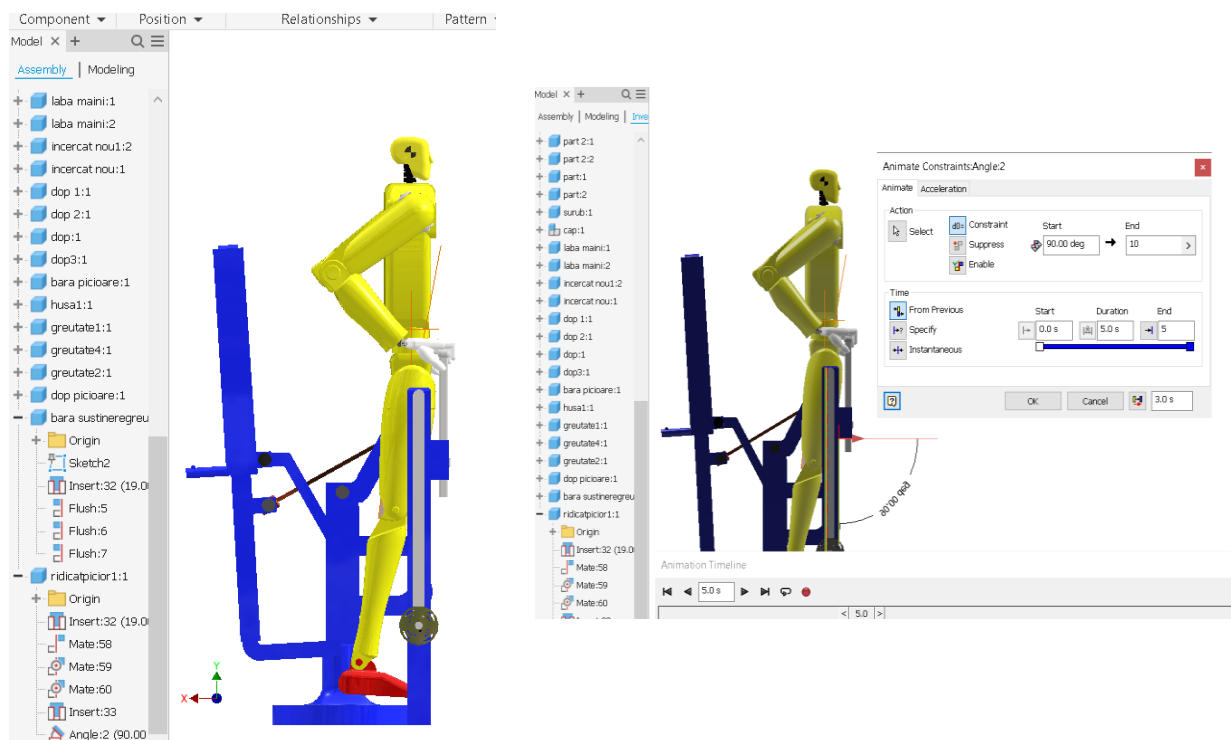 Component
Position
Relationships
Pattern
Model
Assembly
Modeling
laba maini:1
laba maini:2
incercat nou1:2
incercat nou:1
dop 1:1
dop 2:1
dop:1
dop3:1
bara picioare:1
husa1:1
greutate1:1
greutate4:1
greutate2:1
dop picioare:1
bara sustineregreu
Origin
Sketch2
Insert:32 (19.0
Flush:5
Flush:6
Flush:7
ridicatpicior1:1
Origin
Insert:32 (19.0
Mate:58
Mate:59
Mate:60
Insert:33
Angle:2 (90.00
Y
X
Model
Assembly
Modeling
Inve
part 2:1
part 2:2
part:1
part:2
surub:1
cap:1
laba maini:1
laba maini:2
incercat nou1:2
incercat nou:1
dop 1:1
dop 2:1
dop:1
dop3:1
bara picioare:1
husa1:1
greutate1:1
greutate4:1
greutate2:1
dop picioare:1
bara sustineregreu
ridicatpicior1:1
Origin
Insert:32 (19.0
Mate:58
Mate:59
Mate:60
90.00 deg
Animate Constraints:Angle:2
Animate
Acceleration
Action
Select
Constraint
Suppress
Enable
Start
End
90.00 deg
10
Time
From Previous
Specify
Instantaneous
Start
Duration
End
0.0 s
5.0 s
5
OK
Cancel
3.0 s
Animation Timeline
5.0 s
< 5.0 >